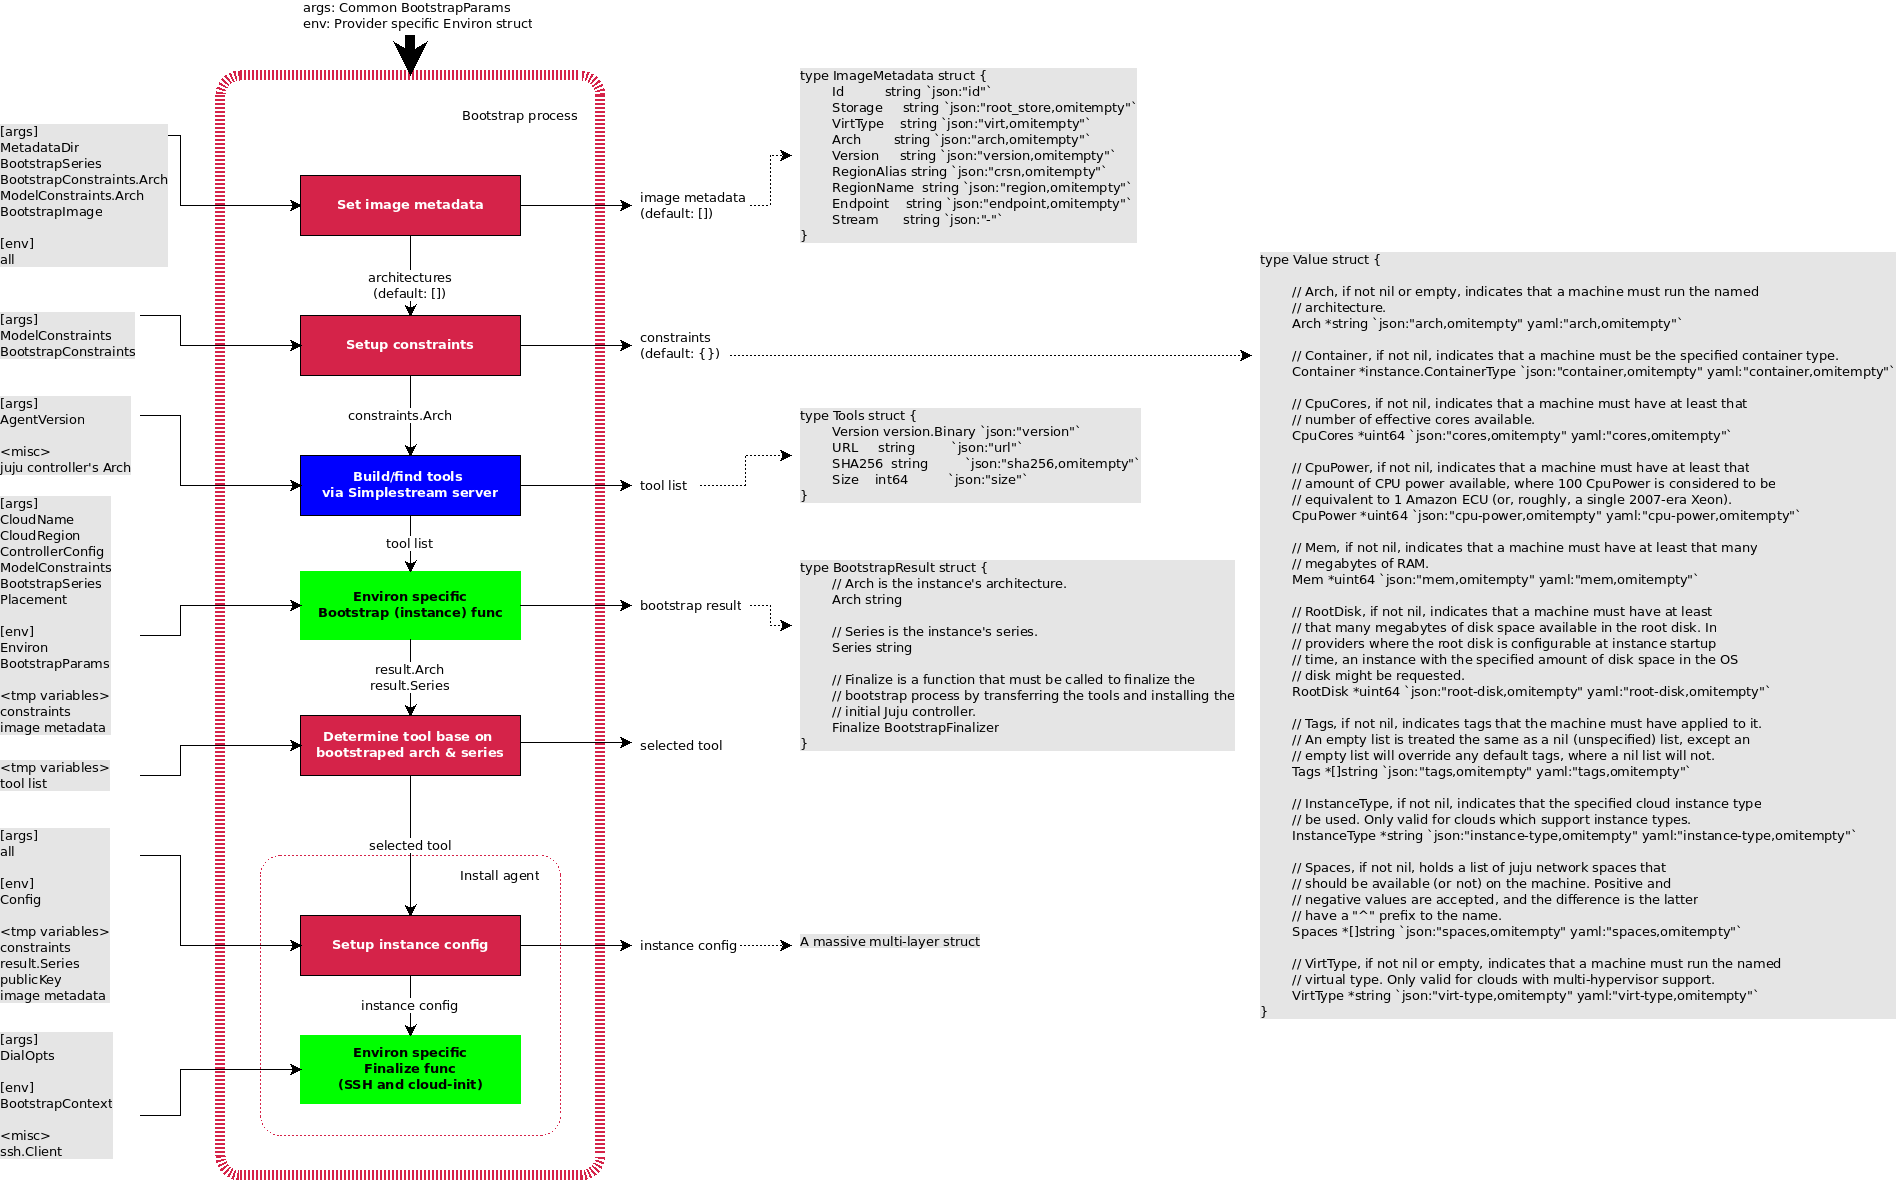 args: Common BootstrapParams
env: Provider specific Environ struct
Bootstrap process
[args]
MetadataDir
BootstrapSeries
BootstrapConstraints.Arch
ModelConstraints.Arch
BootstrapImage
[env]
all
Set image metadata
image metadata
(default: [])
type ImageMetadata struct {
Id string `json:"id"`
Storage string `json:"root_store,omitempty"`
VirtType string `json:"virt,omitempty"`
Arch string `json:"arch,omitempty"`
Version string `json:"version,omitempty"`
RegionAlias string `json:"crsn,omitempty"`
RegionName string `json:"region,omitempty"`
Endpoint string `json:"endpoint,omitempty"`
Stream string `json:"-"`
}
architectures
(default: [])
[args]
ModelConstraints
BootstrapConstraints
Setup constraints
constraints
(default: {})
type Value struct {
// Arch, if not nil or empty, indicates that a machine must run the named
// architecture.
Arch *string `json:"arch,omitempty" yaml:"arch,omitempty"`
// Container, if not nil, indicates that a machine must be the specified container type.
Container *instance.ContainerType `json:"container,omitempty" yaml:"container,omitempty"`
// CpuCores, if not nil, indicates that a machine must have at least that
// number of effective cores available.
CpuCores *uint64 `json:"cores,omitempty" yaml:"cores,omitempty"`
// CpuPower, if not nil, indicates that a machine must have at least that
// amount of CPU power available, where 100 CpuPower is considered to be
// equivalent to 1 Amazon ECU (or, roughly, a single 2007-era Xeon).
CpuPower *uint64 `json:"cpu-power,omitempty" yaml:"cpu-power,omitempty"`
// Mem, if not nil, indicates that a machine must have at least that many
// megabytes of RAM.
Mem *uint64 `json:"mem,omitempty" yaml:"mem,omitempty"`
// RootDisk, if not nil, indicates that a machine must have at least
// that many megabytes of disk space available in the root disk. In
// providers where the root disk is configurable at instance startup
// time, an instance with the specified amount of disk space in the OS
// disk might be requested.
RootDisk *uint64 `json:"root-disk,omitempty" yaml:"root-disk,omitempty"`
// Tags, if not nil, indicates tags that the machine must have applied to it.
// An empty list is treated the same as a nil (unspecified) list, except an
// empty list will override any default tags, where a nil list will not.
Tags *[]string `json:"tags,omitempty" yaml:"tags,omitempty"`
// InstanceType, if not nil, indicates that the specified cloud instance type
// be used. Only valid for clouds which support instance types.
InstanceType *string `json:"instance-type,omitempty" yaml:"instance-type,omitempty"`
// Spaces, if not nil, holds a list of juju network spaces that
// should be available (or not) on the machine. Positive and
// negative values are accepted, and the difference is the latter
// have a "^" prefix to the name.
Spaces *[]string `json:"spaces,omitempty" yaml:"spaces,omitempty"`
// VirtType, if not nil or empty, indicates that a machine must run the named
// virtual type. Only valid for clouds with multi-hypervisor support.
VirtType *string `json:"virt-type,omitempty" yaml:"virt-type,omitempty"`
}
constraints.Arch
[args]
AgentVersion
<misc>
juju controller's Arch
Build/find tools
via Simplestream server
tool list
type Tools struct {
Version version.Binary `json:"version"`
URL string `json:"url"`
SHA256 string `json:"sha256,omitempty"`
Size int64 `json:"size"`
}
tool list
[args]
CloudName
CloudRegion
ControllerConfig
ModelConstraints
BootstrapSeries
Placement
[env]
Environ
BootstrapParams
<tmp variables>
constraints
image metadata
Environ specific
Bootstrap (instance) func
bootstrap result
type BootstrapResult struct {
// Arch is the instance's architecture.
Arch string
// Series is the instance's series.
Series string
// Finalize is a function that must be called to finalize the
// bootstrap process by transferring the tools and installing the
// initial Juju controller.
Finalize BootstrapFinalizer
}
result.Arch
result.Series
<tmp variables>
tool list
Determine tool base on
bootstraped arch & series
selected tool
selected tool
Install agent
[args]
all
[env]
Config
<tmp variables>
constraints
result.Series
publicKey
image metadata
Setup instance config
instance config
A massive multi-layer struct
instance config
[args]
DialOpts
[env]
BootstrapContext
<misc>
ssh.Client
Environ specific
Finalize func
(SSH and cloud-init)